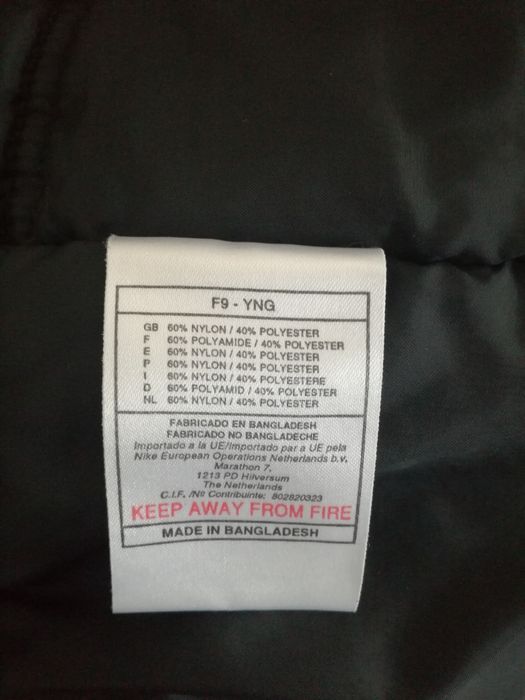 F9 - YNG
GB 60% NYLON / 40% POLYESTER
F 60% POLYAMIDE / 40% POLYESTER
E 60% NYLON / 40% POLYESTER
P 60% NYLON / 40% POLYESTER
I 60% NYLON / 40% POLYESTERE
D 60% POLYAMID / 40% POLYESTER
NL 60% NYLON / 40% POLYESTER
FABRICADO EN BANGLADESH
FABRICADO NO BANGLADECHE
Importado a la UE/Importado par a UE pela
Nike European Operations Netherlands b.v.
Marathon 7,
1213 PD Hilversum
The Netherlands
C.I.F. /Nº Contribuinte: 802820323
KEEP AWAY FROM FIRE
MADE IN BANGLADESH